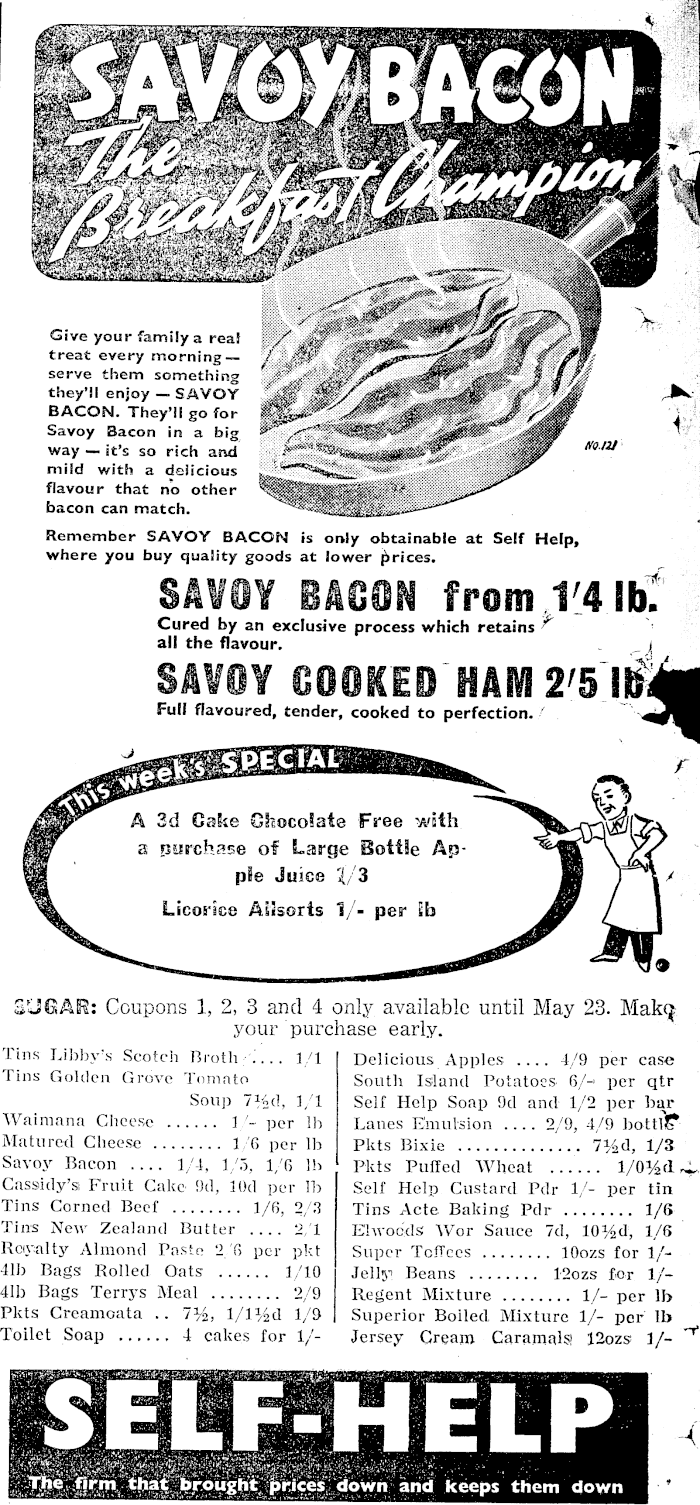 SAVOY BACON
The
Breakfast Champion
Give your family a real
treat every morning —
serve them something
they'll enjoy — SAVOY
BACON. They'll go for
Savoy Bacon in a big
way — it's so rich and
mild with a delicious
flavour that no other
bacon can match.
No. 121
Remember SAVOY BACON is only obtainable at Self Help,
where you buy quality goods at lower prices.
SAVOY BACON from 1'4 lb.
Cured by an exclusive process which retains
all the flavour.
SAVOY COOKED HAM 2'5 lb.
Full flavoured, tender, cooked to perfection.
This week's SPECIAL
A 3d Cake Chocolate Free with
a purchase of Large Bottle Ap-
ple Juice 1/3
Licorice Allsorts 1/- per lb
SUGAR: Coupons 1, 2, 3 and 4 only available until May 23. Make
your purchase early.
Tins Libby's Scotch Broth .... 1/1
Tins Golden Grove Tomato
Soup 7½d, 1/1
Waimana Cheese ...... 1/- per lb
Matured Cheese ........ 1/6 per lb
Savoy Bacon .... 1/4, 1/5, 1/6 lb
Cassidy's Fruit Cake 9d, 10d per lb
Tins Corned Beef ........ 1/6, 2/3
Tins New Zealand Butter .... 2/1
Royalty Almond Paste 2/6 per pkt
4lb Bags Rolled Oats ...... 1/10
4lb Bags Terrys Meal ........ 2/9
Pkts Creamoata .. 7½, 1/1½d 1/9
Toilet Soap ...... 4 cakes for 1/-
Delicious Apples .... 4/9 per case
South Island Potatoes 6/- per qtr
Self Help Soap 9d and 1/2 per bar
Lanes Emulsion .... 2/9, 4/9 bottle
Pkts Bixie .............. 7½d, 1/3
Pkts Puffed Wheat ...... 1/0½d
Self Help Custard Pdr 1/- per tin
Tins Acte Baking Pdr ........ 1/6
Elwoods Wor Sauce 7d, 10½d, 1/6
Super Toffees ........ 10ozs for 1/-
Jelly Beans ........ 12ozs for 1/-
Regent Mixture ........ 1/- per lb
Superior Boiled Mixture 1/- per lb
Jersey Cream Caramals 12ozs 1/-
SELF-HELP
The firm that brought prices down and keeps them down